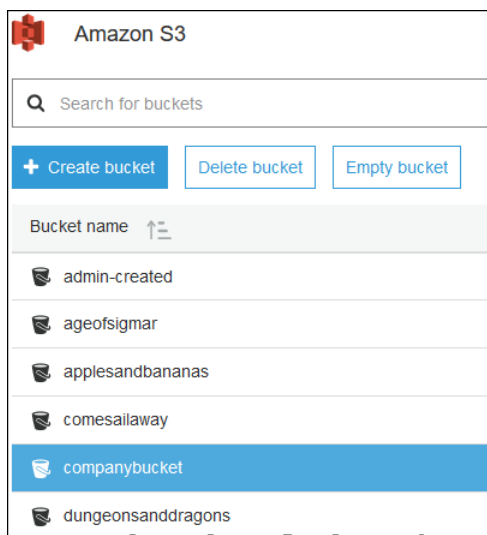 Amazon S3
Search for buckets
+ Create bucket Delete bucket Empty bucket
Bucket name
admin-created
ageofsigmar
applesandbananas
comesailaway
companybucket
dungeonsanddragons